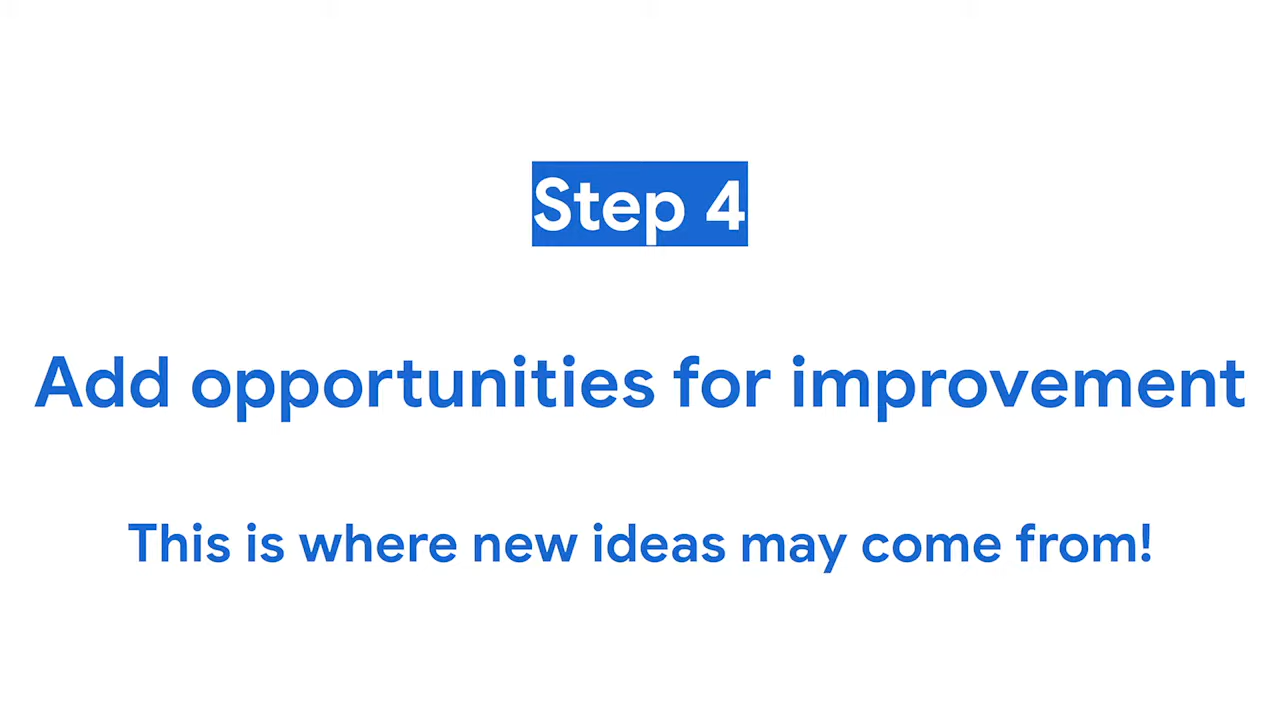 Step 4
Add opportunities for improvement
This is where new ideas may come from!